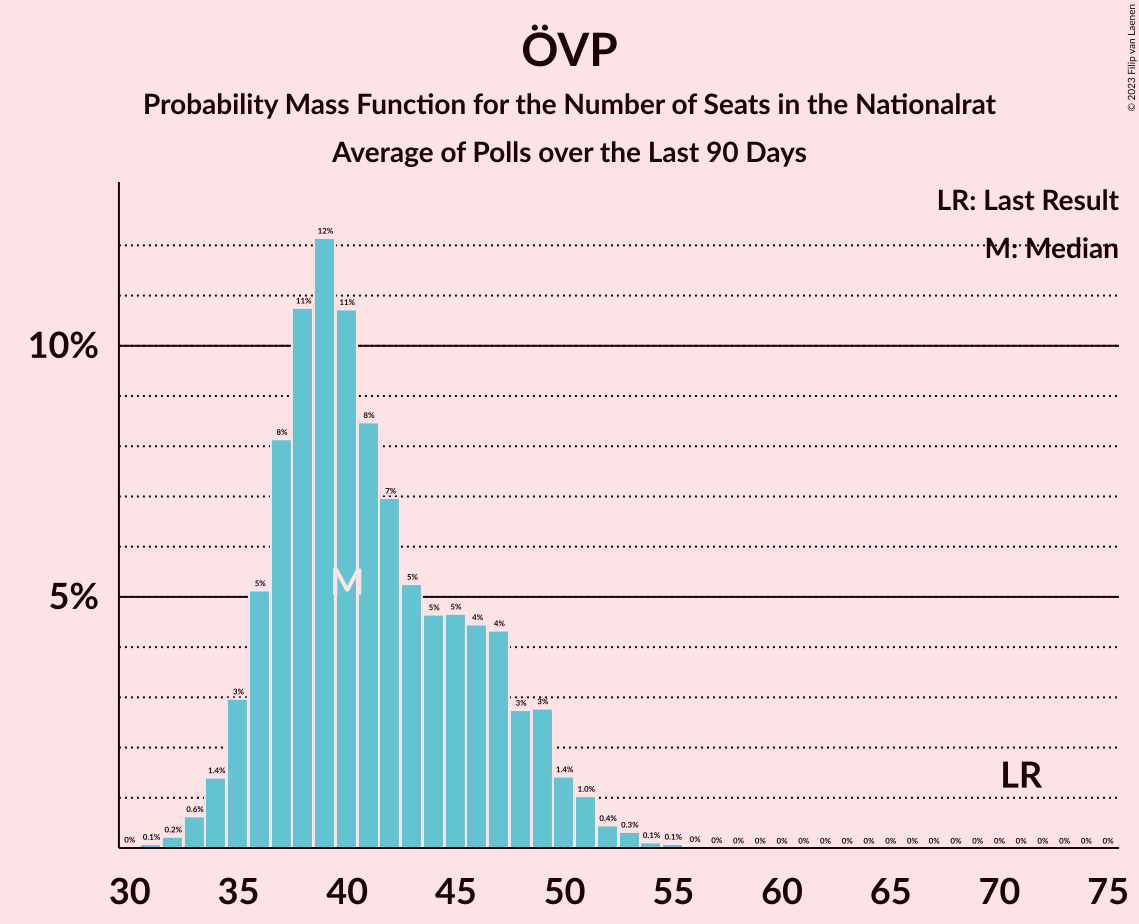 ÖVP
Probability Mass Function for the Number of Seats in the Nationalrat
Average of Polls over the Last 90 Days
© 2023 Filip van Laenen
LR: Last Result
M: Median
10%
5%
0% 0.1% 0.2% 0.6% 1.4% 3% 5% 8% 11% 12% 11% 8% 7% 5% 5% 5% 4% 4% 3% 3% 1.4% 1.0% 0.4% 0.3% 0.1% 0.1% 0% 0% 0% 0% 0% 0% 0% 0% 0% 0% 0% 0% 0% 0% 0% 0% 0% 0% 0% 0%
M
LR
30 35 40 45 50 55 60 65 70 75